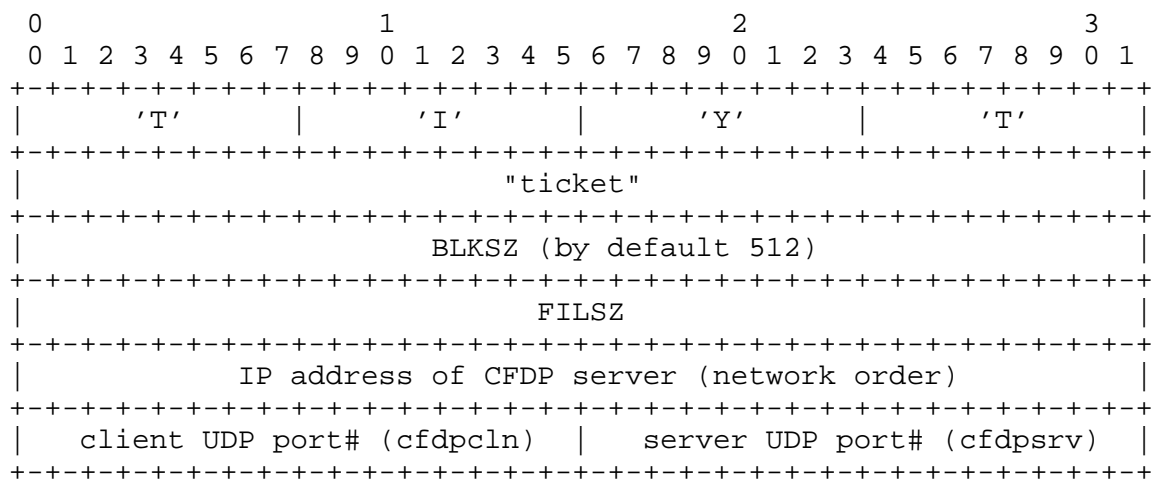 0                   1                   2                   3
 0 1 2 3 4 5 6 7 8 9 0 1 2 3 4 5 6 7 8 9 0 1 2 3 4 5 6 7 8 9 0 1
+-+-+-+-+-+-+-+-+-+-+-+-+-+-+-+-+-+-+-+-+-+-+-+-+-+-+-+-+-+-+-+-+
|      ’T’      |      ’I’      |      ’Y’      |      ’T’      |
+-+-+-+-+-+-+-+-+-+-+-+-+-+-+-+-+-+-+-+-+-+-+-+-+-+-+-+-+-+-+-+-+
|                           "ticket"                            |
+-+-+-+-+-+-+-+-+-+-+-+-+-+-+-+-+-+-+-+-+-+-+-+-+-+-+-+-+-+-+-+-+
|                       BLKSZ (by default 512)                  |
+-+-+-+-+-+-+-+-+-+-+-+-+-+-+-+-+-+-+-+-+-+-+-+-+-+-+-+-+-+-+-+-+
|                             FILSZ                             |
+-+-+-+-+-+-+-+-+-+-+-+-+-+-+-+-+-+-+-+-+-+-+-+-+-+-+-+-+-+-+-+-+
|            IP address of CFDP server (network order)          |
+-+-+-+-+-+-+-+-+-+-+-+-+-+-+-+-+-+-+-+-+-+-+-+-+-+-+-+-+-+-+-+-+
|   client UDP port# (cfdpcln)  |   server UDP port# (cfdpsrv)  |
+-+-+-+-+-+-+-+-+-+-+-+-+-+-+-+-+-+-+-+-+-+-+-+-+-+-+-+-+-+-+-+-+